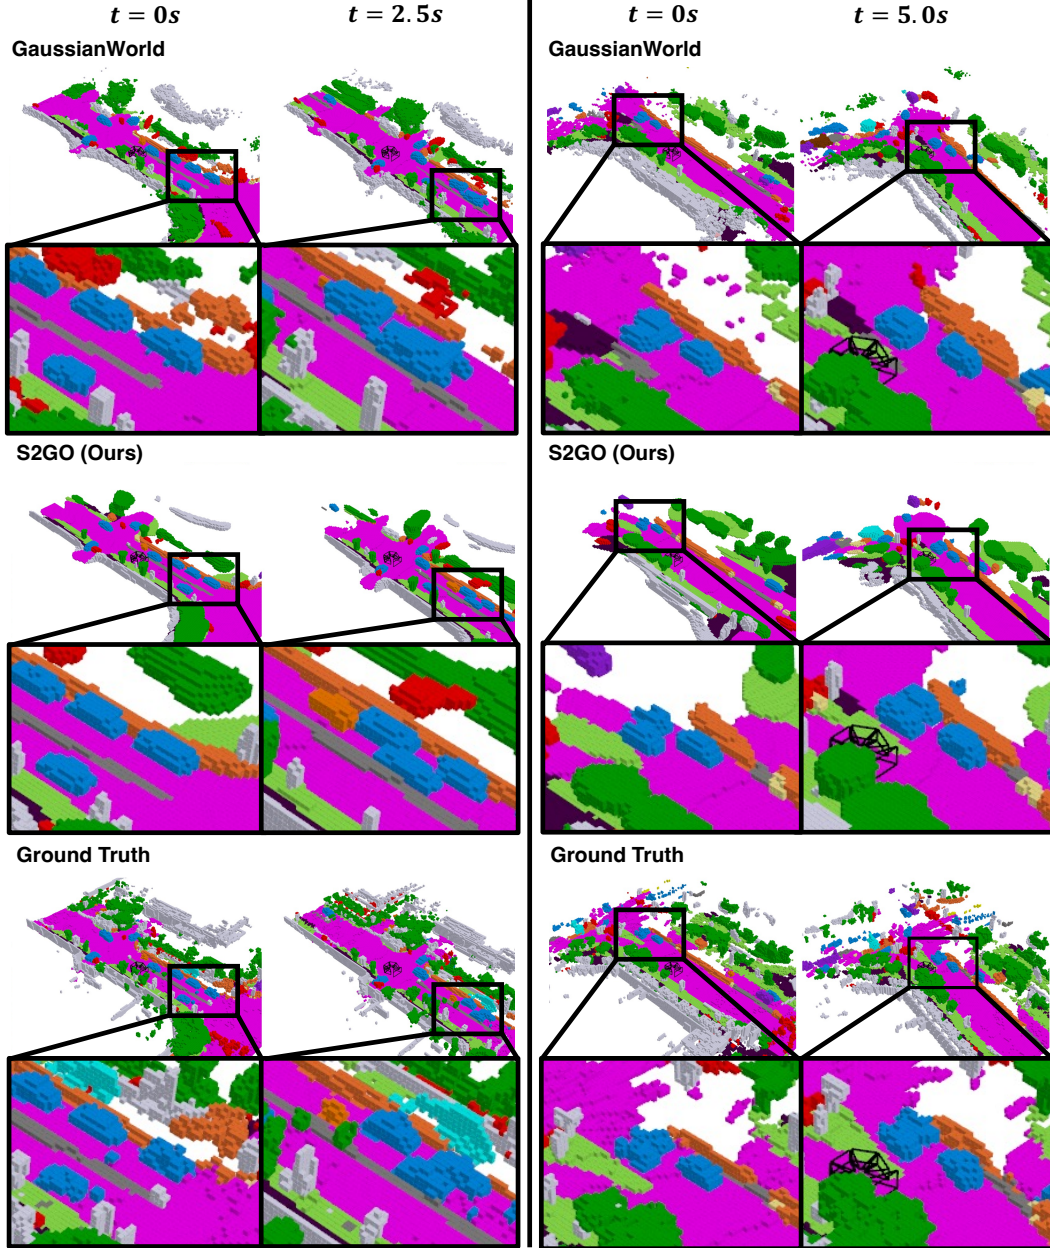 t = 0s t = 2.5s t = 0s t = 5.0s
GaussianWorld GaussianWorld
S2GO (Ours) S2GO (Ours)
Ground Truth Ground Truth